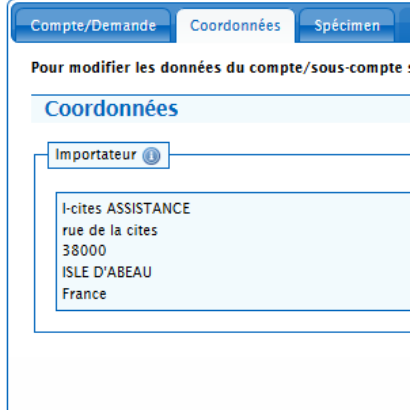 Compte/Demande Coordonnées Spécimen
Pour modifier les données du compte/sous-compte
Coordonnées
Importateur
I-cites ASSISTANCE
rue de la cites
38000
ISLE D'ABEAU
France